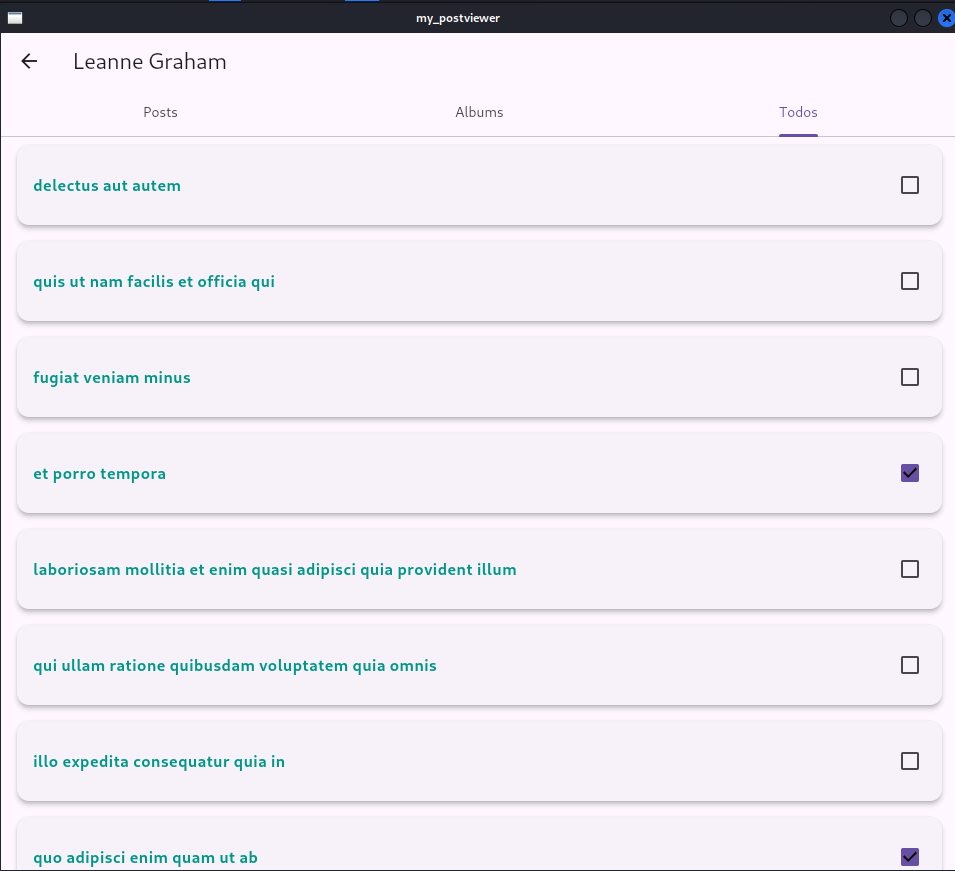 my_postviewer
Leanne Graham
Posts Albums Todos
delectus aut autem
quis ut nam facilis et officia qui
fugiat veniam minus
et porro tempora
laboriosam mollitia et enim quasi adipisci quia provident illum
qui ullam ratione quibusdam voluptatem quia omnis
illo expedita consequatur quia in
quo adipisci enim quam ut ab